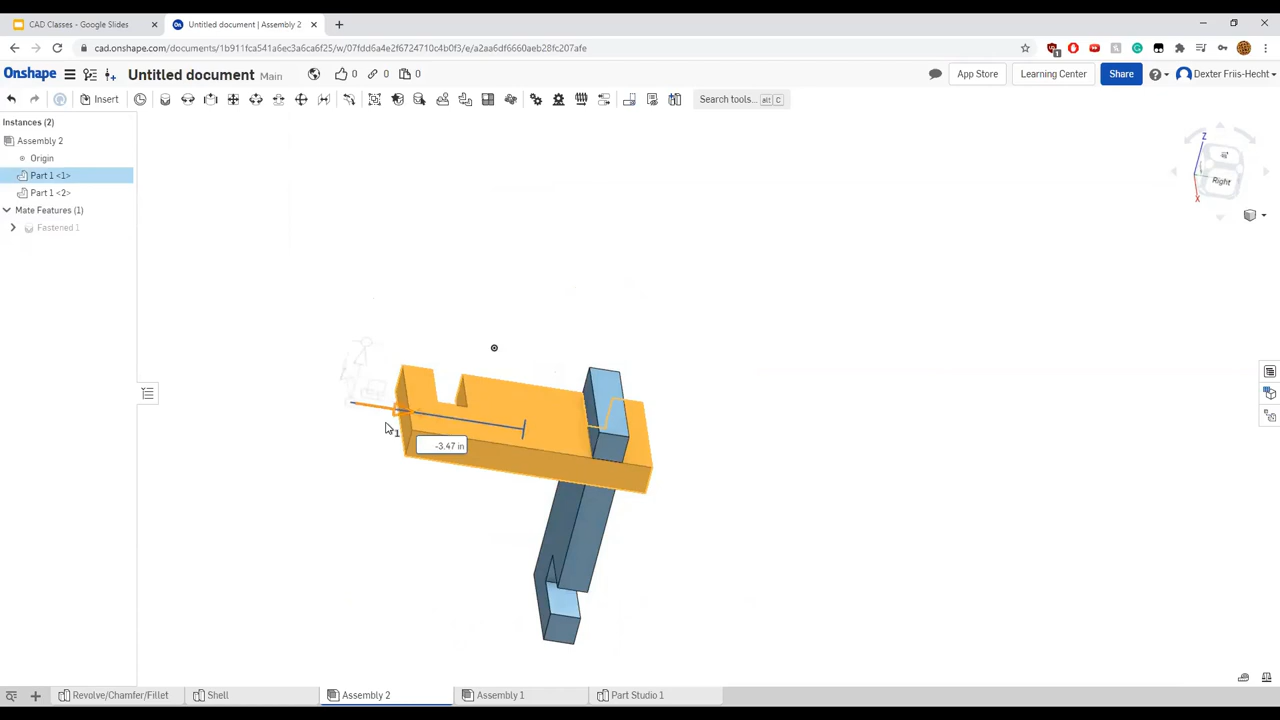 CAD Classes - Google Slides
Untitled document | Assembly 2
cad.onshape.com/documents/1b911fca541a6ec3a6ca6f25/w/07fdd6a4e2f6724710c4b0f3/e/a2aa6df6660aeb28fc207afe
1
Onshape
Untitled document Main
0
0
0
App Store
Learning Center
Share
Dexter Friis-Hecht
Insert
Search tools... alt C
Instances (2)
Assembly 2
Origin
Part 1 <1>
Part 1 <2>
Mate Features (1)
Fastened 1
Z
Right
X
1
-3.47 in
Revolve/Chamfer/Fillet
Shell
Assembly 2
Assembly 1
Part Studio 1